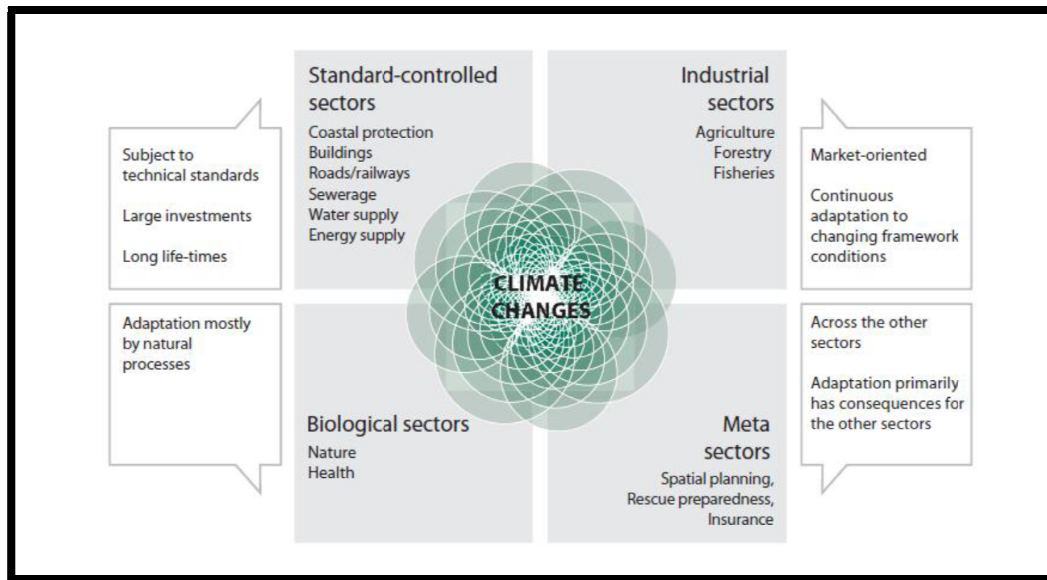 Standard-controlled
sectors
Coastal protection
Buildings
Roads/railways
Sewerage
Water supply
Energy supply
Industrial
sectors
Agriculture
Forestry
Fisheries
Subject to
technical standards
Large investments
Long life-times
Market-oriented
Continuous
adaptation to
changing framework
conditions
CLIMATE
CHANGES
Adaptation mostly
by natural
processes
Across the other
sectors
Adaptation primarily
has consequences for
the other sectors
Biological sectors
Nature
Health
Meta
sectors
Spatial planning,
Rescue preparedness,
Insurance